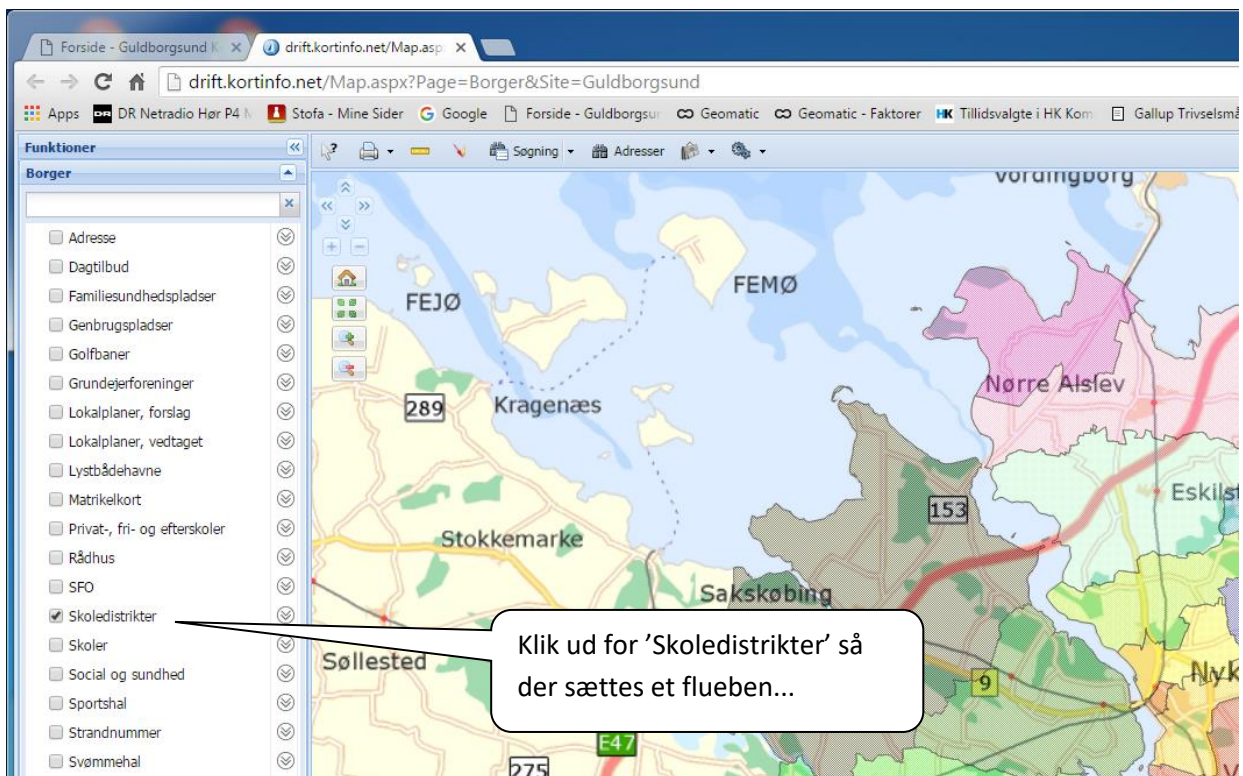 Forside - Guldborgsund K
drift.kortinfo.net/Map.asp
drift.kortinfo.net/Map.aspx?Page=Borger&Site=Guldborgsund
Apps DR Netradio Hør P4 Stofa - Mine Sider Google Forside - Guldborgsur Geomatic Geomatic - Faktorer HK Tillidsvalgte i HK Kom Gallup Trivselsmå
Funktioner
Søgning Adresser
Borger
Adresse
Dagtilbud
Familiesundhedspladser
Genbrugspladser
Golfbaner
Grundejerforeninger
Lokalplaner, forslag
Lokalplaner, vedtaget
Lystbådehavne
Matrikelkort
Privat-, fri- og efterskoler
Rådhus
SFO
Skoledistrikter
Skoler
Social og sundhed
Sportshal
Strandnummer
Svømmehal
Vordingborg
FEMØ
FEJØ
Nørre Alslev
289
Kragenæs
153
Eskilst
Stokkemarke
Sakskøbing
Søllested
9
Nyk
E47
275
Klik ud for ’Skoledistrikter’ så
der sættes et flueben...